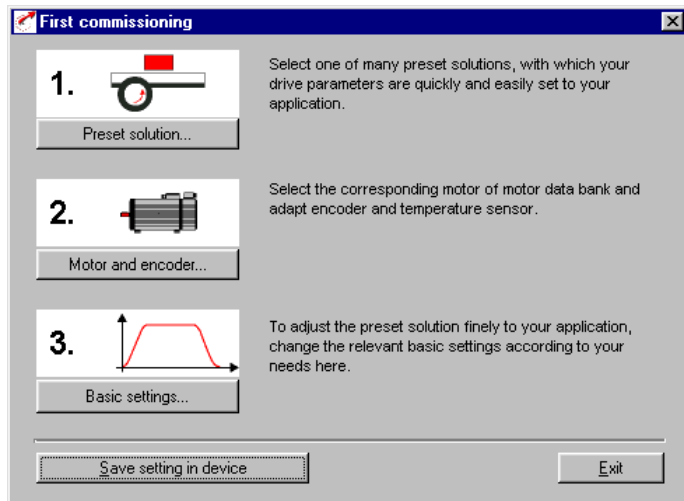 First commissioning
1.
Select one of many preset solutions, with which your
drive parameters are quickly and easily set to your
application.
Preset solution...
2.
Select the corresponding motor of motor data bank and
adapt encoder and temperature sensor.
Motor and encoder...
3.
To adjust the preset solution finely to your application,
change the relevant basic settings according to your
needs here.
Basic settings...
Save setting in device
Exit